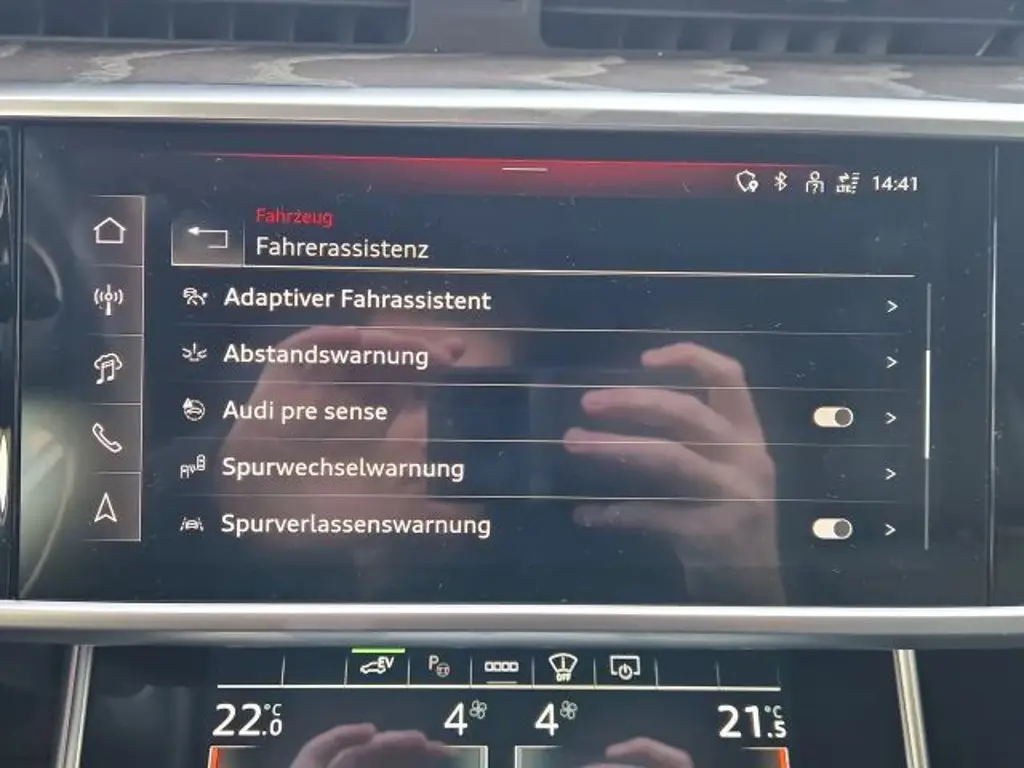 14:41
Fahrzeug
Fahrerassistenz
Adaptiver Fahrassistent
Abstandswarnung
Audi pre sense
Spurwechselwarnung
Spurverlassenswarnung
EV P OFF
22.0 °C 4 4 21.5 °C